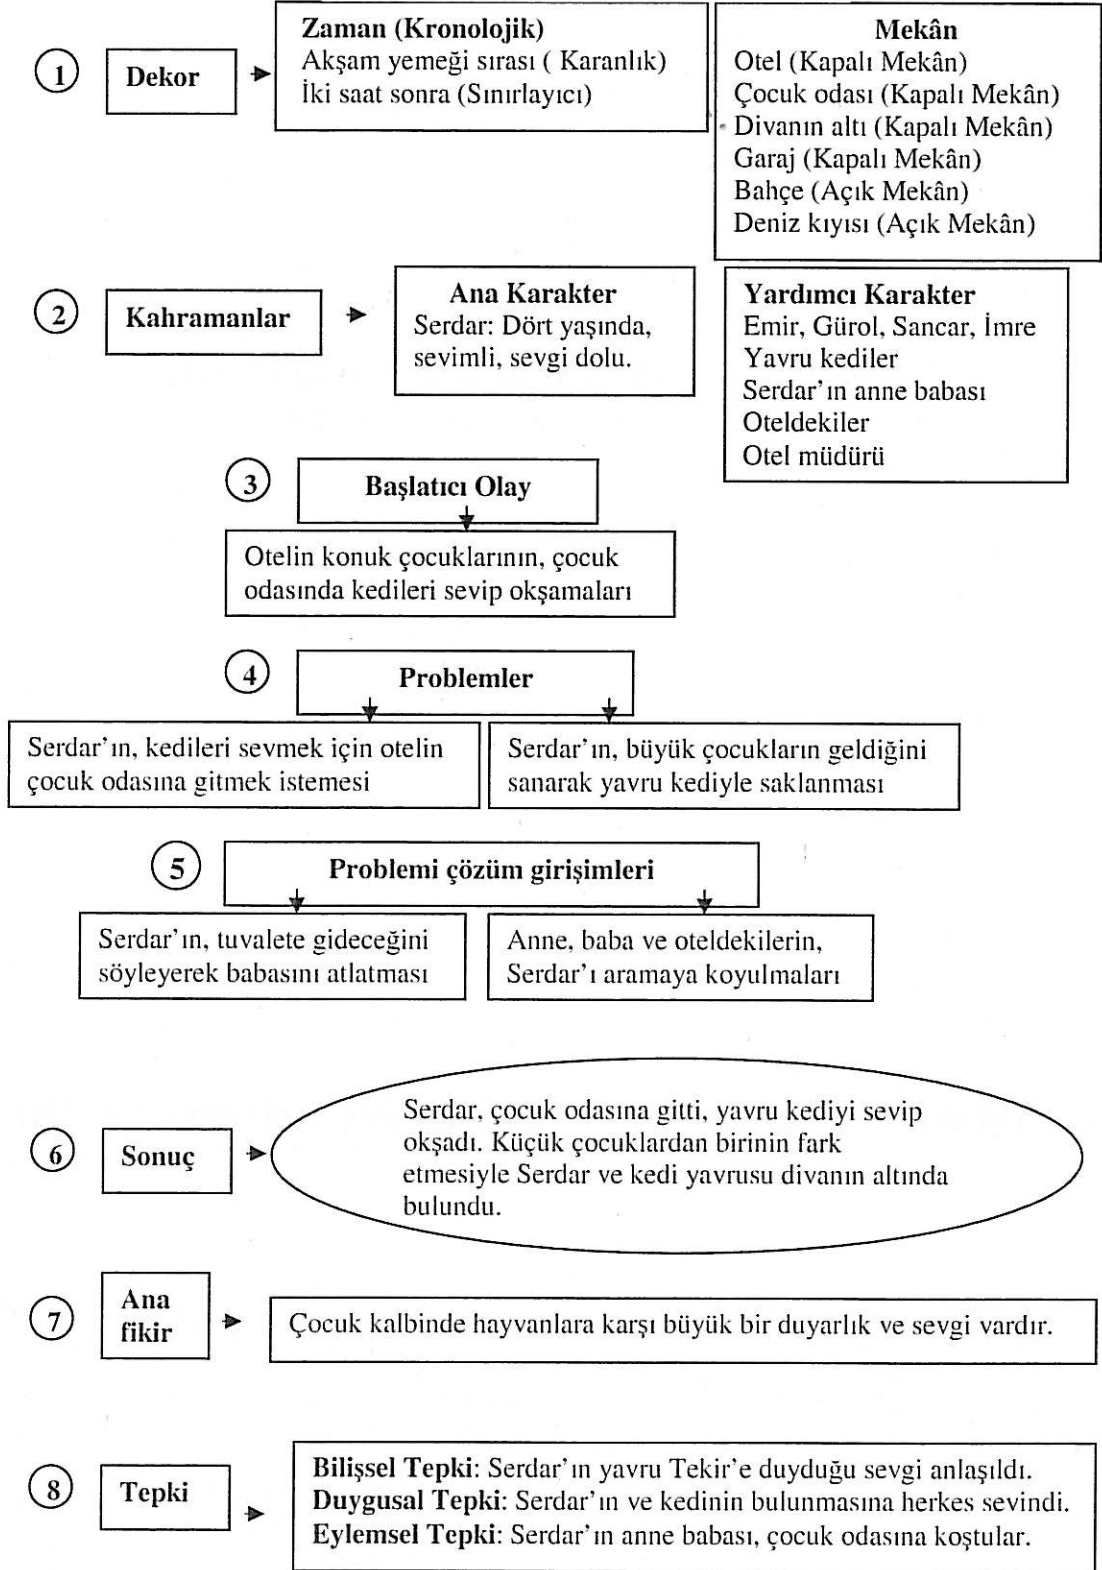 1
Dekor
Zaman (Kronolojik)
Akşam yemeği sırası ( Karanlık)
İki saat sonra (Sınırlayıcı)
Mekân
Otel (Kapalı Mekân)
Çocuk odası (Kapalı Mekân)
Divanın altı (Kapalı Mekân)
Garaj (Kapalı Mekân)
Bahçe (Açık Mekân)
Deniz kıyısı (Açık Mekân)
2
Kahramanlar
Ana Karakter
Serdar: Dört yaşında,
sevimli, sevgi dolu.
Yardımcı Karakter
Emir, Gürol, Sancar, İmre
Yavru kediler
Serdar’ın anne babası
Oteldekiler
Otel müdürü
3
Başlatıcı Olay
Otelin konuk çocuklarının, çocuk
odasında kedileri sevip okşamaları
4
Problemler
Serdar’ın, kedileri sevmek için otelin
çocuk odasına gitmek istemesi
Serdar’ın, büyük çocukların geldiğini
sanarak yavru kediyle saklanması
5
Problemi çözüm girişimleri
Serdar’ın, tuvalete gideceğini
söyleyerek babasını atlatması
Anne, baba ve oteldekilerin,
Serdar’ı aramaya koyulmaları
6
Sonuç
Serdar, çocuk odasına gitti, yavru kediyi sevip
okşadı. Küçük çocuklardan birinin fark
etmesiyle Serdar ve kedi yavrusu divanın altında
bulundu.
7
Ana
fikir
Çocuk kalbinde hayvanlara karşı büyük bir duyarlık ve sevgi vardır.
8
Tepki
Bilişsel Tepki: Serdar’ın yavru Tekir’e duyduğu sevgi anlaşıldı.
Duygusal Tepki: Serdar’ın ve kedinin bulunmasına herkes sevindi.
Eylemsel Tepki: Serdar’ın anne babası, çocuk odasına koştular.